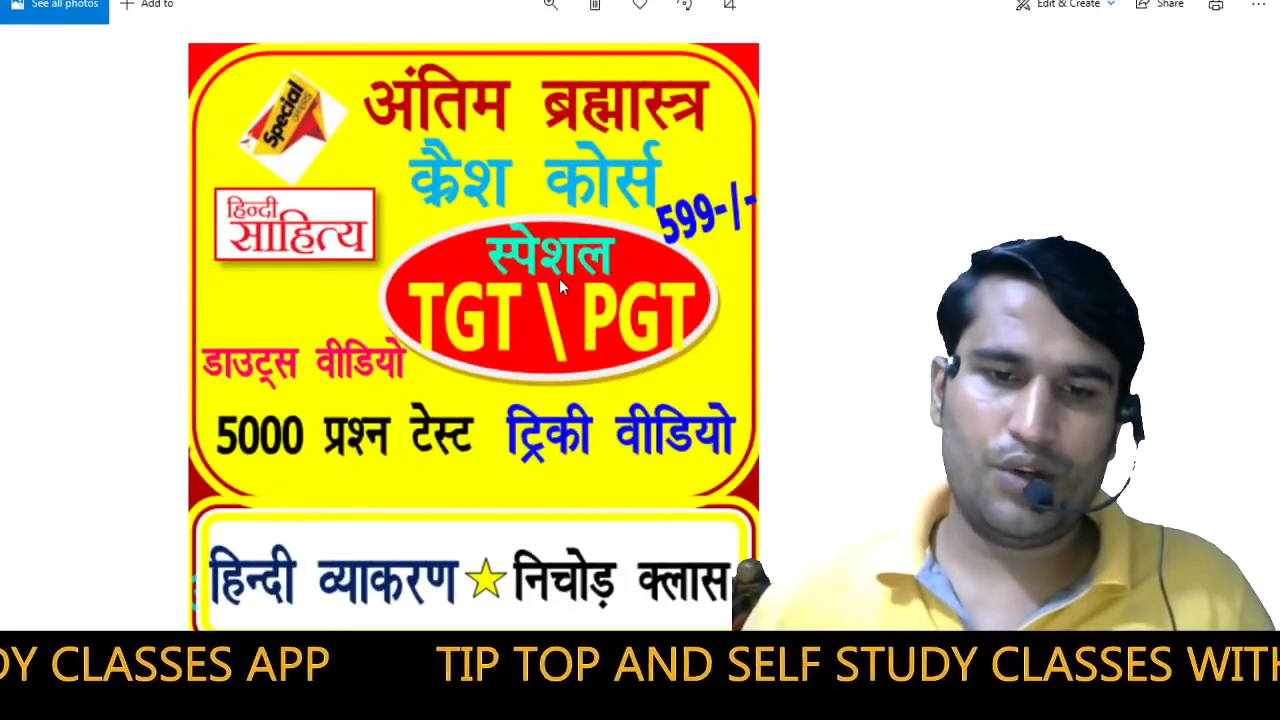 See all photos
Add to
Edit & Create
Share
Special
OFFERS
अंतिम ब्रह्मास्त्र
क्रैश कोर्स
599-/-
हिन्दी
साहित्य
स्पेशल
TGT \ PGT
डाउट्स वीडियो
5000 प्रश्न टेस्ट ट्रिकी वीडियो
हिन्दी व्याकरण निचोड़ क्लास
DY CLASSES APP TIP TOP AND SELF STUDY CLASSES WITH